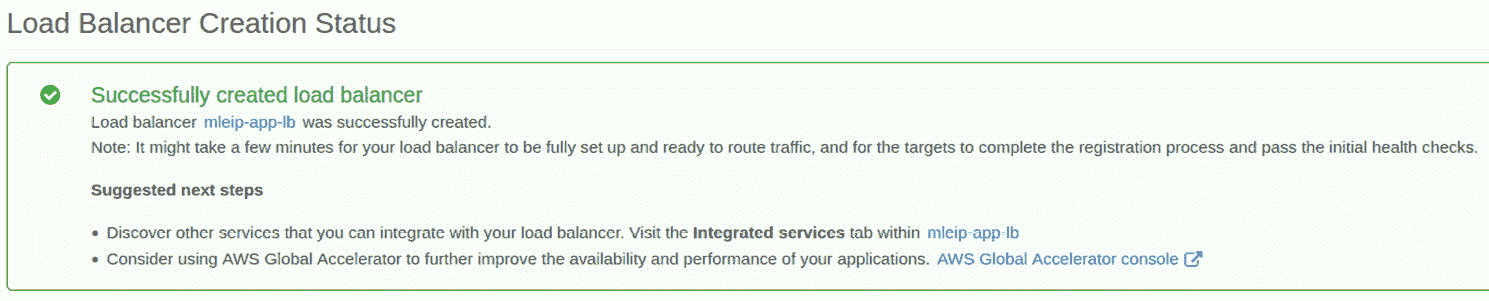 Load Balancer Creation Status
Successfully created load balancer
Load balancer mleip-app-lb was successfully created.
Note: It might take a few minutes for your load balancer to be fully set up and ready to route traffic, and for the targets to complete the registration process and pass the initial health checks.
Suggested next steps
• Discover other services that you can integrate with your load balancer. Visit the Integrated services tab within mleip-app-lb
• Consider using AWS Global Accelerator to further improve the availability and performance of your applications. AWS Global Accelerator console